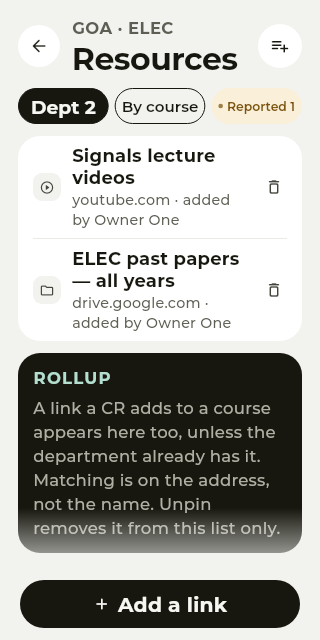 GOA · ELEC
Resources
Dept 2
By course
Reported 1
Signals lecture
videos
youtube.com · added
by Owner One
ELEC past papers
— all years
drive.google.com ·
added by Owner One
ROLLUP
A link a CR adds to a course
appears here too, unless the
department already has it.
Matching is on the address,
not the name. Unpin
removes it from this list only.
+ Add a link